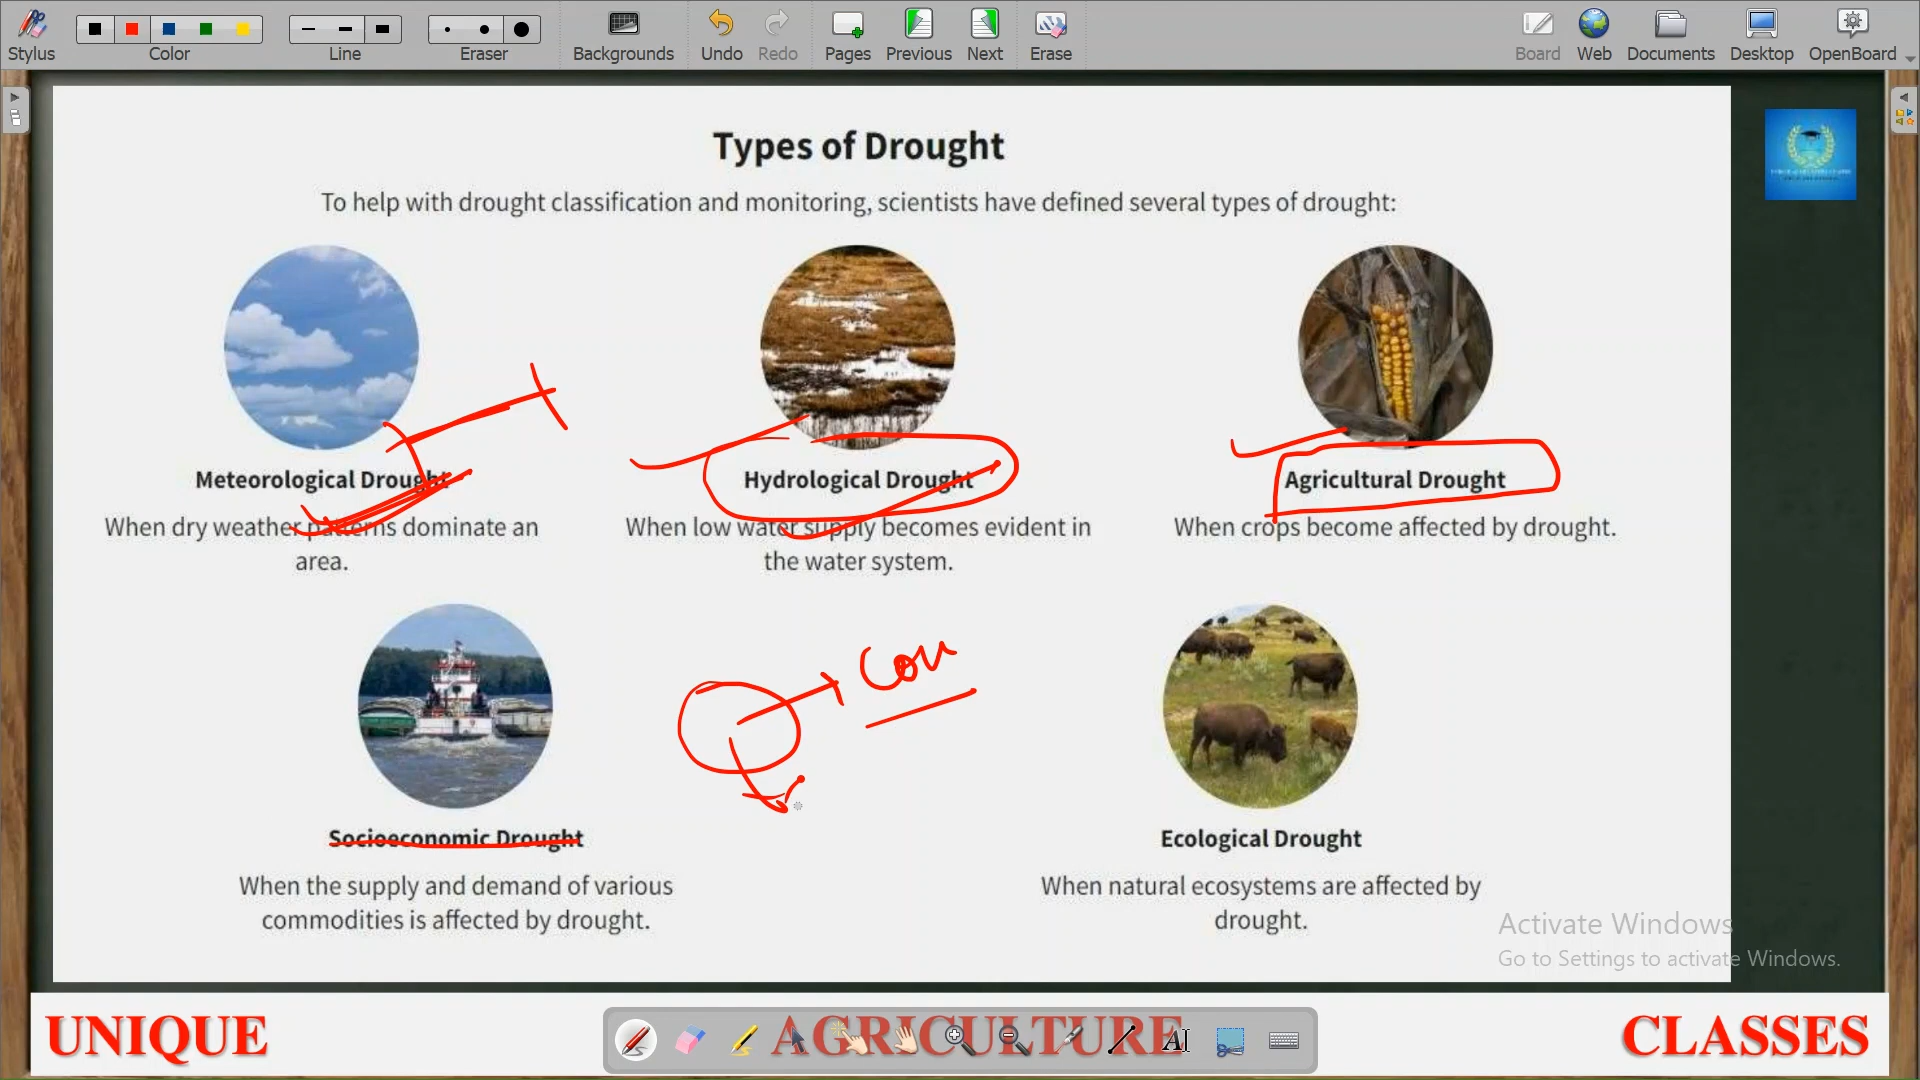 Stylus
Color
Line
Eraser
Backgrounds
Undo
Redo
Pages
Previous
Next
Erase
Board
Web
Documents
Desktop
OpenBoard
Types of Drought
To help with drought classification and monitoring, scientists have defined several types of drought:
Meteorological Drought
When dry weather patterns dominate an
area.
Hydrological Drought
When low water supply becomes evident in
the water system.
Agricultural Drought
When crops become affected by drought.
Socioeconomic Drought
When the supply and demand of various
commodities is affected by drought.
Ecological Drought
When natural ecosystems are affected by
drought.
Activate Windows
Go to Settings to activate Windows.
UNIQUE AGRICULTURE CLASSES